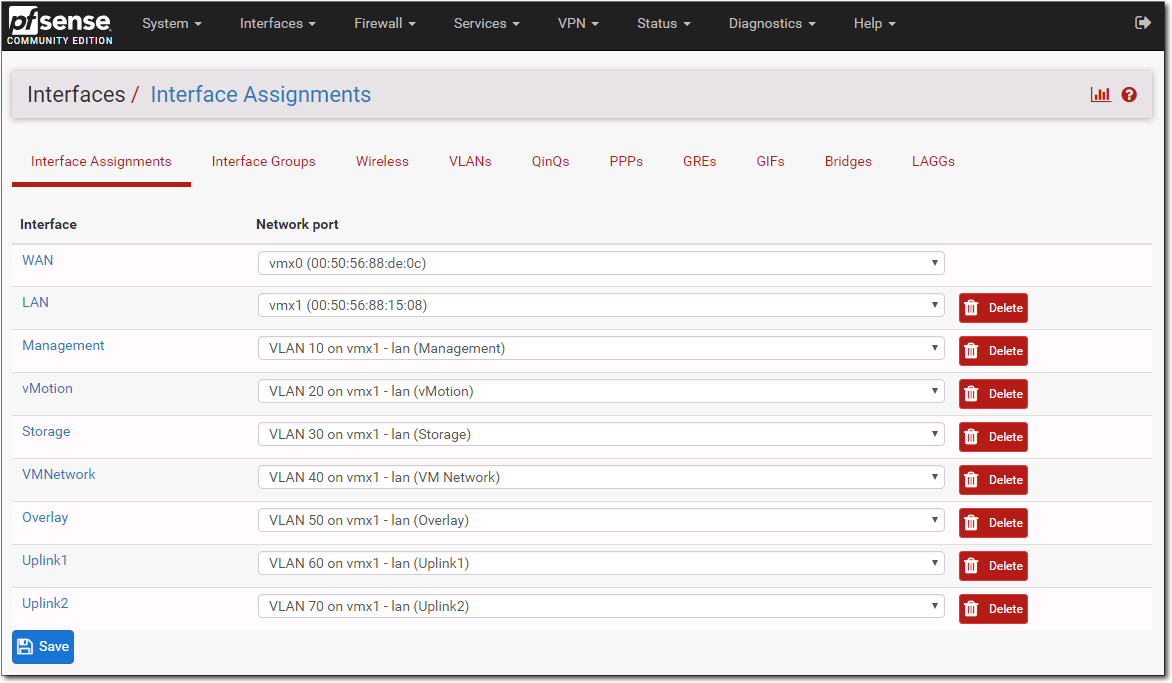 pfsense System Interfaces Firewall Services VPN Status Diagnostics Help
COMMUNITY EDITION
Interfaces / Interface Assignments
Interface Assignments Interface Groups Wireless VLANs QinQs PPPs GREs GIFs Bridges LAGGs
Interface Network port
WAN vmx0 (00:50:56:88:de:0c)
LAN vmx1 (00:50:56:88:15:08) Delete
Management VLAN 10 on vmx1 - lan (Management) Delete
vMotion VLAN 20 on vmx1 - lan (vMotion) Delete
Storage VLAN 30 on vmx1 - lan (Storage) Delete
VMNetwork VLAN 40 on vmx1 - lan (VM Network) Delete
Overlay VLAN 50 on vmx1 - lan (Overlay) Delete
Uplink1 VLAN 60 on vmx1 - lan (Uplink1) Delete
Uplink2 VLAN 70 on vmx1 - lan (Uplink2) Delete
Save